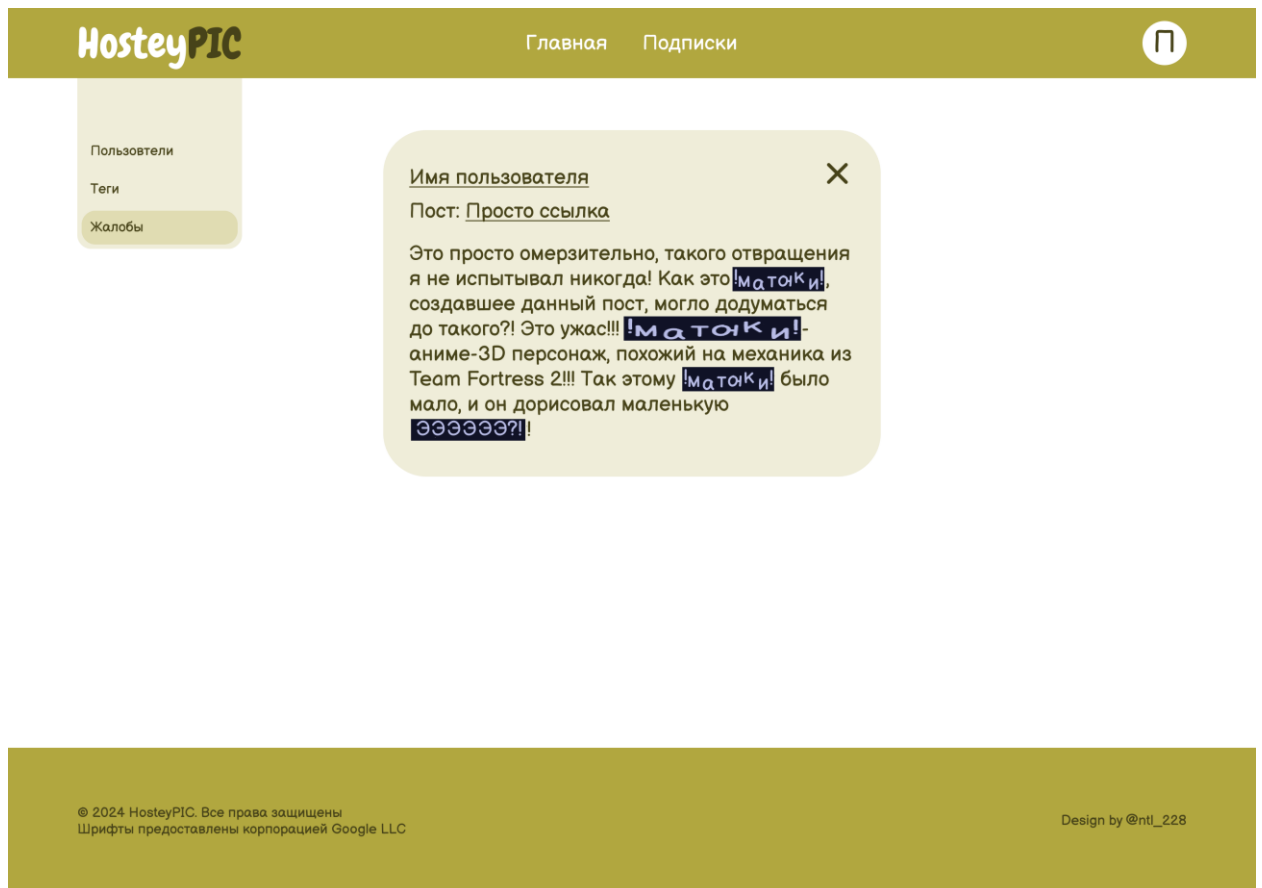 HosteyPIC
Главная Подписки
П
Пользовтели
Теги
Жалобы
Имя пользователя
Пост: Просто ссылка
Это просто омерзительно, такого отвращения
я не испытывал никогда! Как это !матюки!,
создавшее данный пост, могло додуматься
до такого?! Это ужас!!! !матюки!-
аниме-3D персонаж, похожий на механика из
Team Fortress 2!!! Так этому !матюки! было
мало, и он дорисовал маленькую
ЭЭЭЭЭЭ?!!
© 2024 HosteyPIC. Все права защищены
Шрифты предоставлены корпорацией Google LLC
Design by @ntl_228